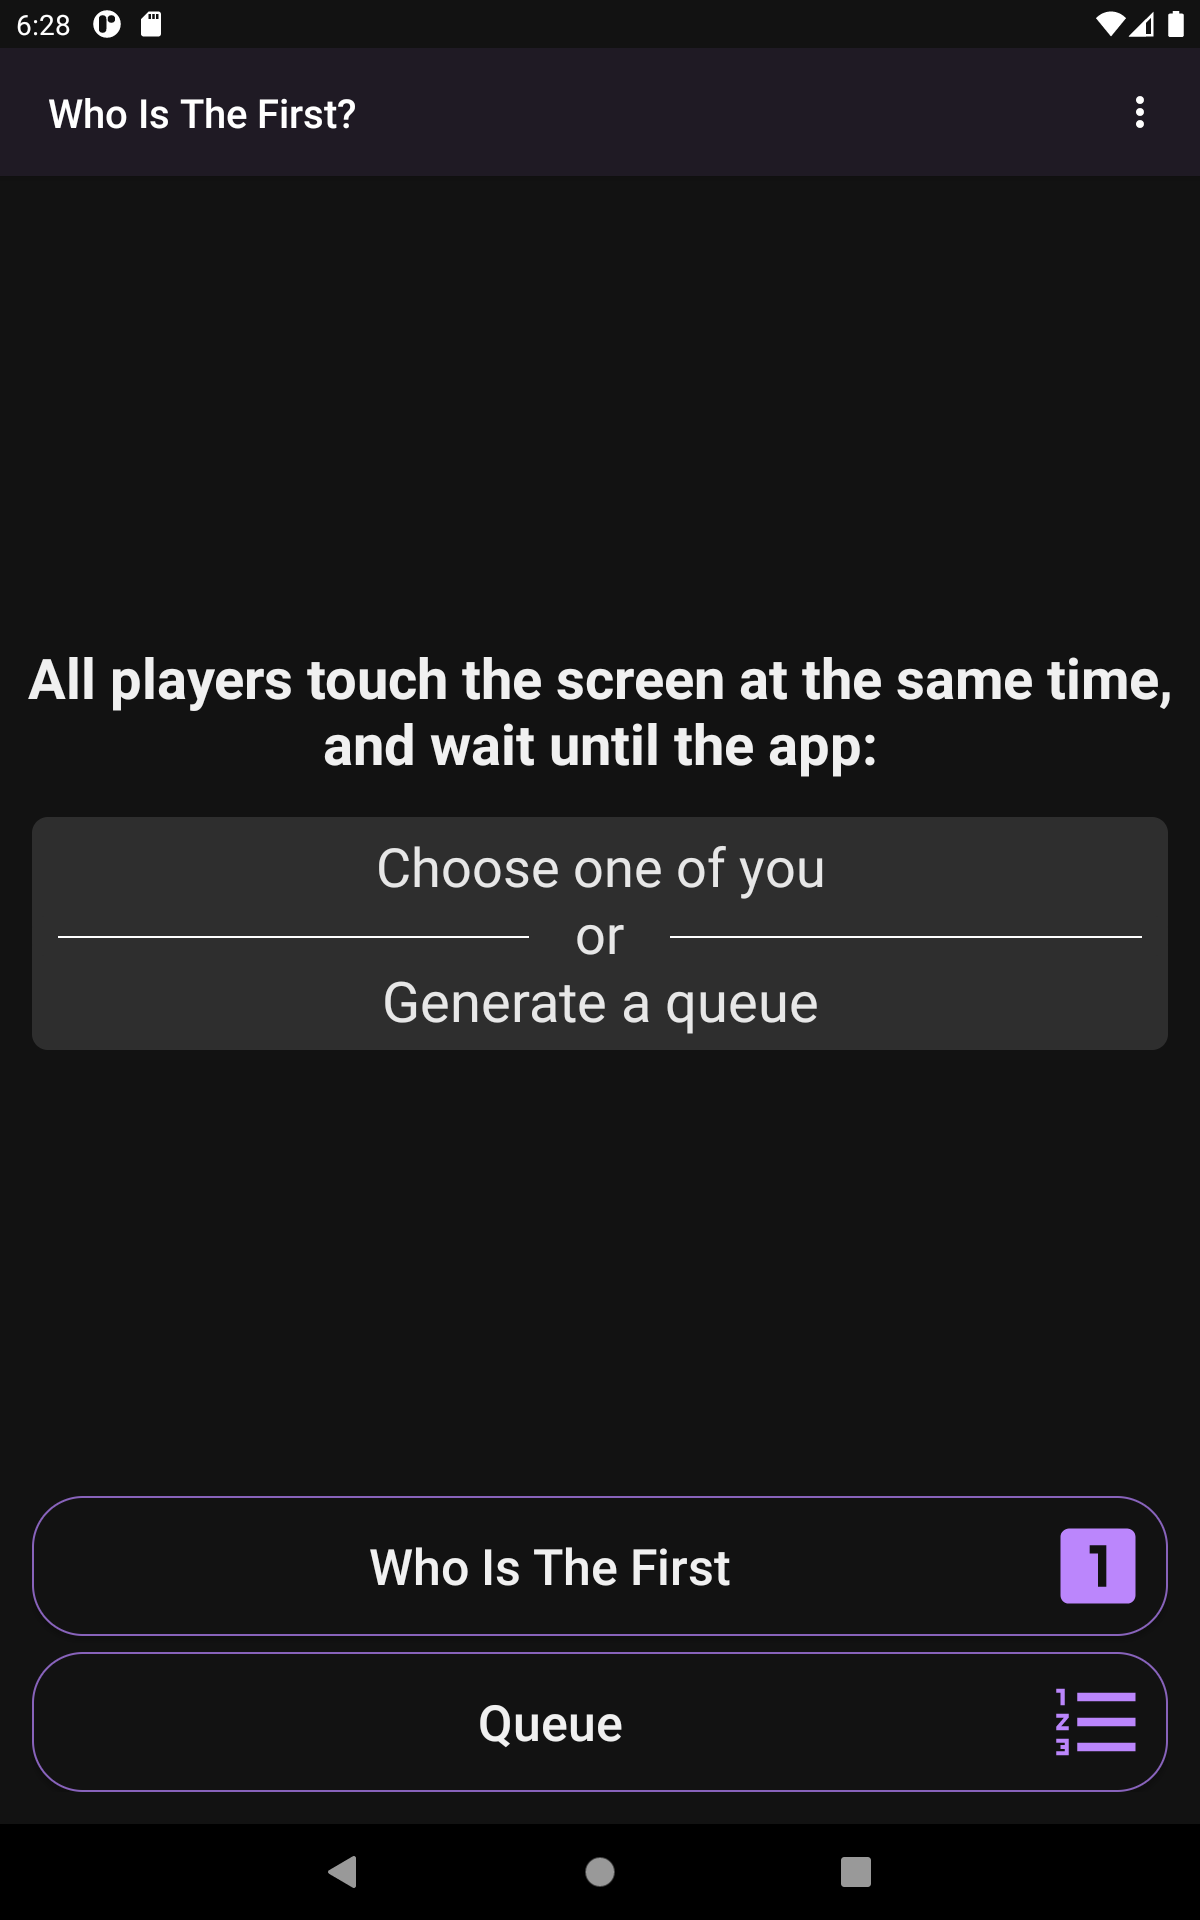 6:28
Who Is The First?
All players touch the screen at the same time,
and wait until the app:
Choose one of you
or
Generate a queue
Who Is The First
1
Queue
1
2
3